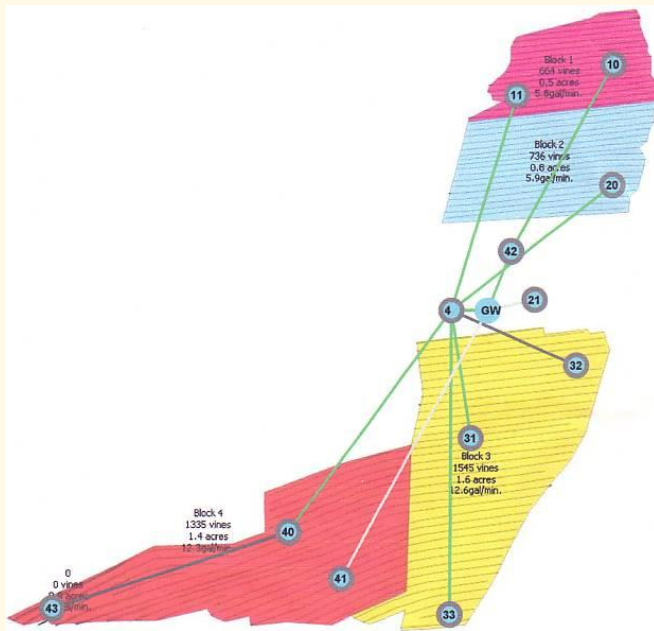 Block 1
664 vines
0.5 acres
5.8gal/min.
10
11
Block 2
736 vines
0.8 acres
5.9gal/min.
20
42
21
4
GW
32
31
Block 3
1545 vines
1.6 acres
12.6gal/min.
Block 4
1335 vines
1.4 acres
12.3gal/min.
40
41
0
0 vines
43
33